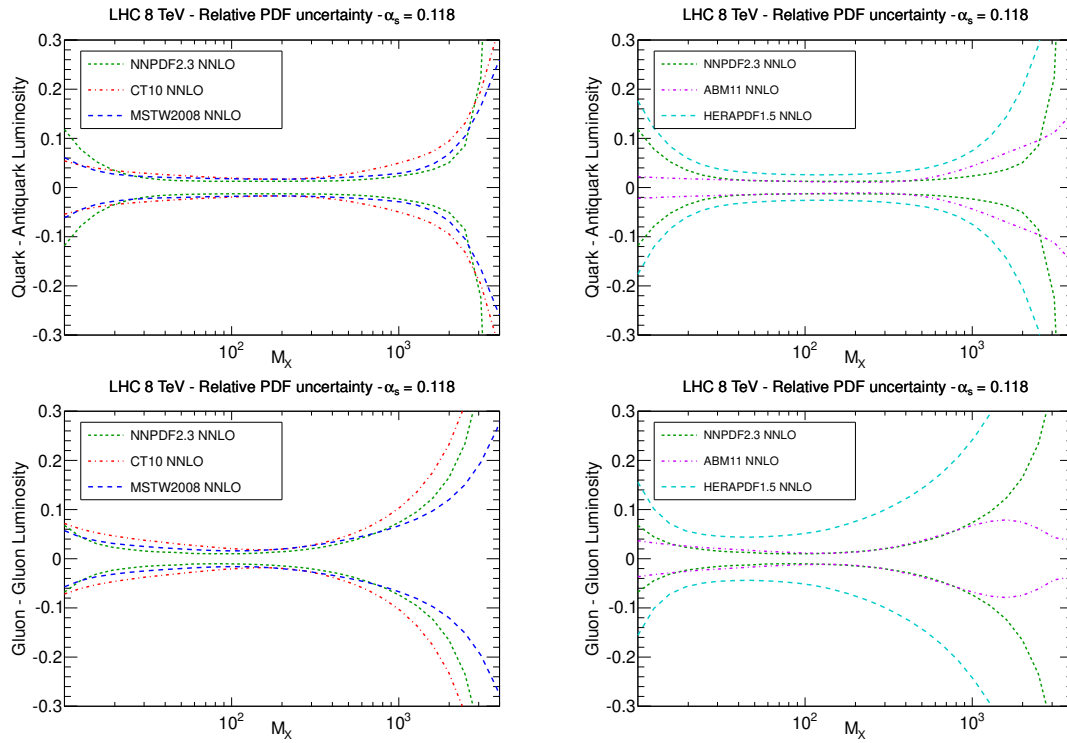 LHC 8 TeV - Relative PDF uncertainty - αs = 0.118
Quark - Antiquark Luminosity
0.3
0.2
0.1
0
-0.1
-0.2
-0.3
NNPDF2.3 NNLO
CT10 NNLO
MSTW2008 NNLO
10²
10³
M_X
LHC 8 TeV - Relative PDF uncertainty - αs = 0.118
Quark - Antiquark Luminosity
0.3
0.2
0.1
0
-0.1
-0.2
-0.3
NNPDF2.3 NNLO
ABM11 NNLO
HERAPDF1.5 NNLO
10²
10³
M_X
LHC 8 TeV - Relative PDF uncertainty - αs = 0.118
Gluon - Gluon Luminosity
0.3
0.2
0.1
0
-0.1
-0.2
-0.3
NNPDF2.3 NNLO
CT10 NNLO
MSTW2008 NNLO
10²
10³
M_X
LHC 8 TeV - Relative PDF uncertainty - αs = 0.118
Gluon - Gluon Luminosity
0.3
0.2
0.1
0
-0.1
-0.2
-0.3
NNPDF2.3 NNLO
ABM11 NNLO
HERAPDF1.5 NNLO
10²
10³
M_X